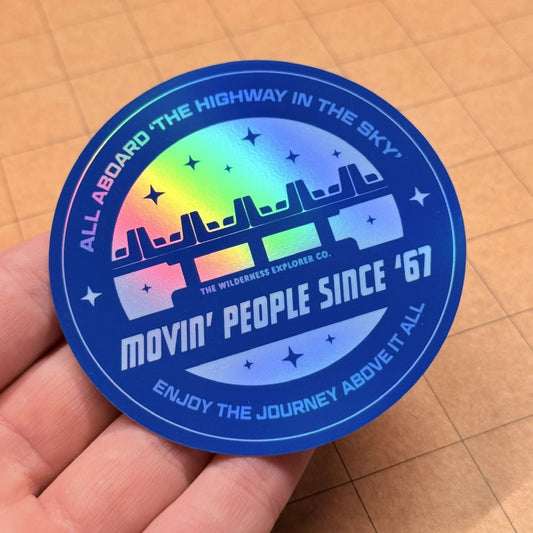 ALL ABOARD 'THE HIGHWAY IN THE SKY'
THE WILDERNESS EXPLORER CO.
MOVIN' PEOPLE SINCE '67
ENJOY THE JOURNEY ABOVE IT ALL